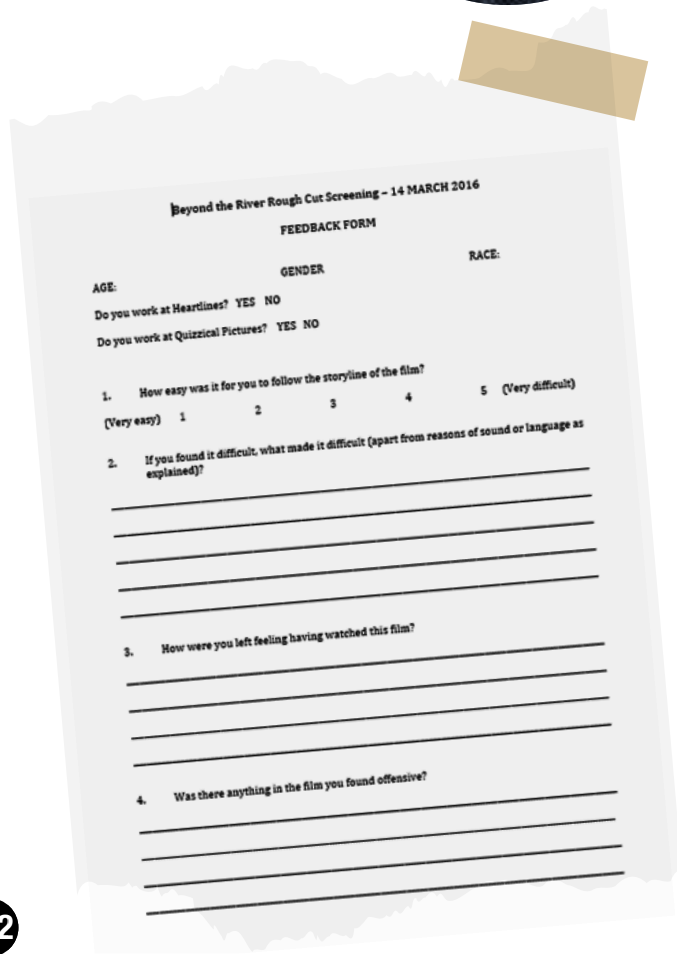 Beyond the River Rough Cut Screening – 14 MARCH 2016
FEEDBACK FORM
AGE: GENDER RACE:
Do you work at Heartlines? YES NO
Do you work at Quizzical Pictures? YES NO
1. How easy was it for you to follow the storyline of the film?
(Very easy) 1 2 3 4 5 (Very difficult)
2. If you found it difficult, what made it difficult (apart from reasons of sound or language as
explained)?
3. How were you left feeling having watched this film?
4. Was there anything in the film you found offensive?
2